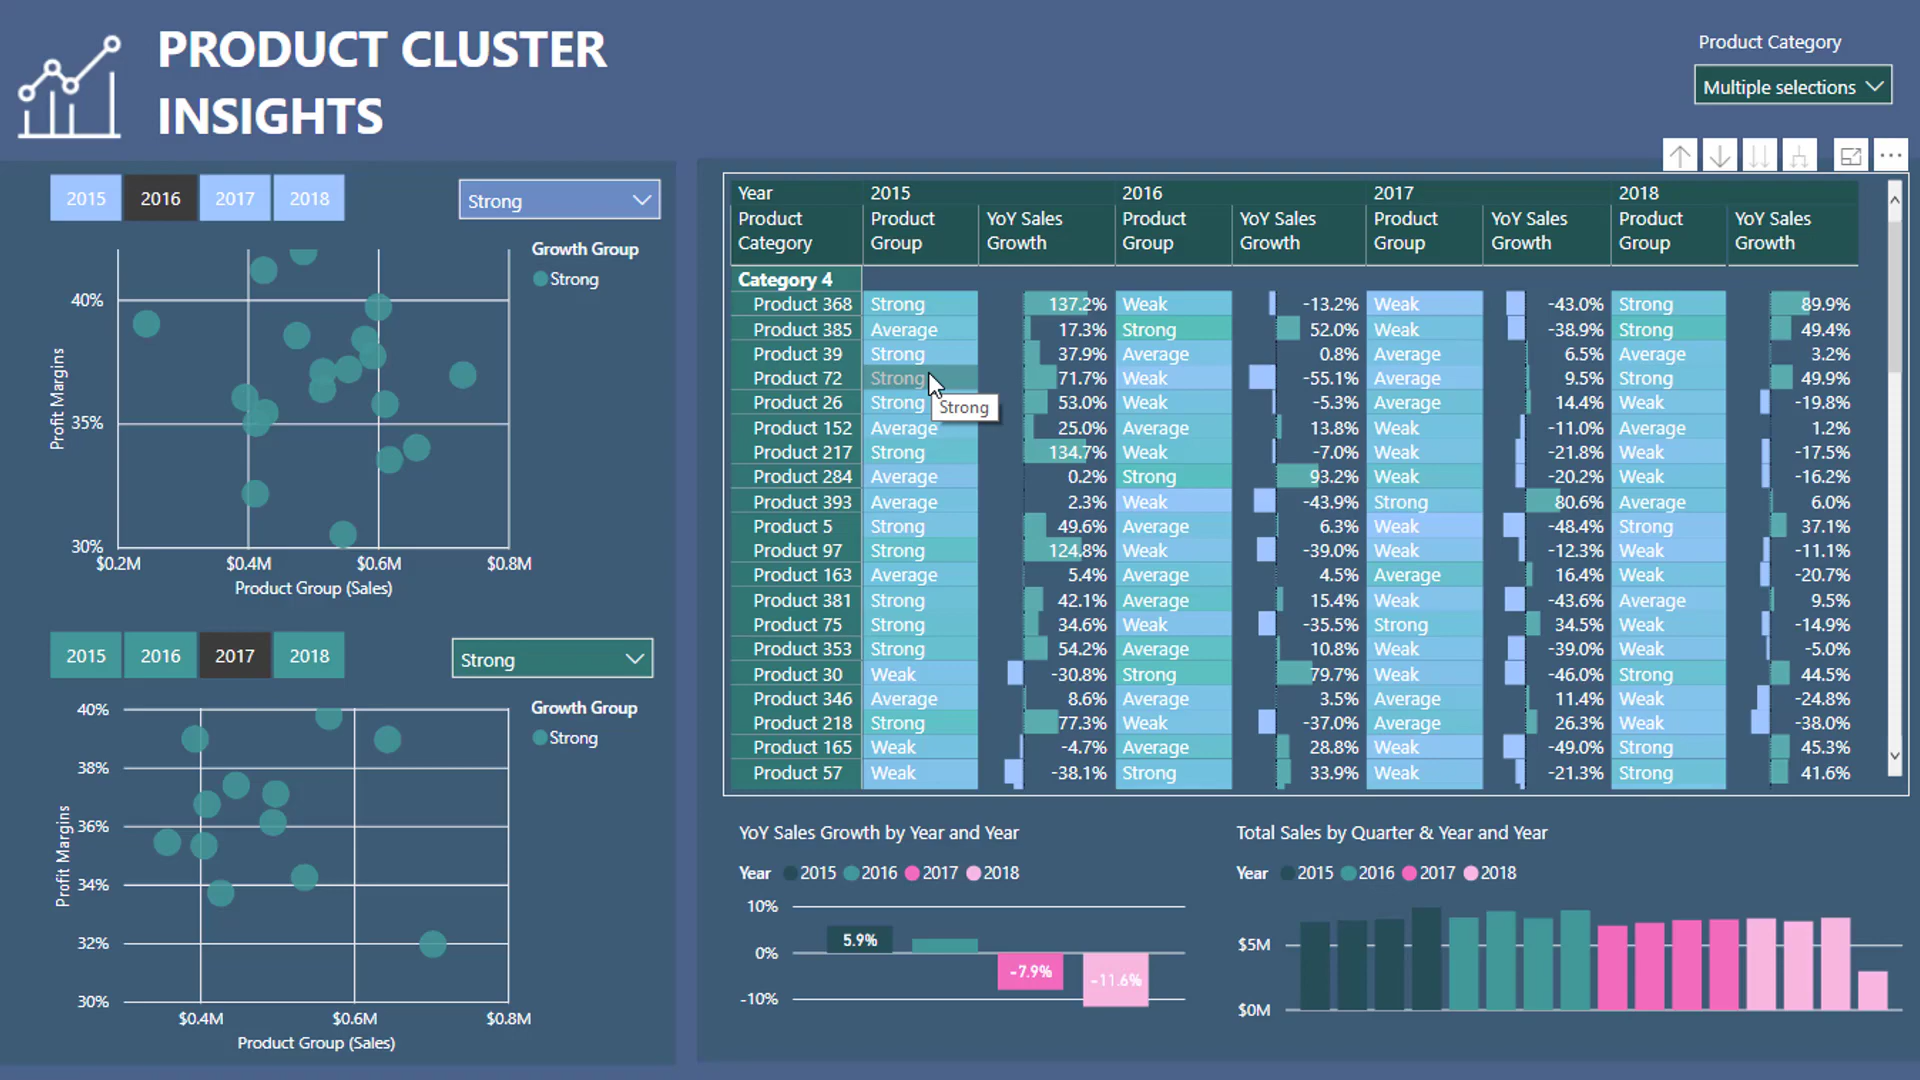 PRODUCT CLUSTER
INSIGHTS
Product Category
Multiple selections
2015 2016 2017 2018
Strong
Growth Group
Strong
40%
35%
30%
Profit Margins
$0.2M $0.4M $0.6M $0.8M
Product Group (Sales)
2015 2016 2017 2018
Strong
Growth Group
Strong
40%
38%
36%
34%
32%
30%
Profit Margins
$0.4M $0.6M $0.8M
Product Group (Sales)
Year 2015 2016 2017 2018
Product Product YoY Sales Product YoY Sales Product YoY Sales Product YoY Sales
Category Group Growth Group Growth Group Growth Group Growth
Category 4
Product 368 Strong 137.2% Weak -13.2% Weak -43.0% Strong 89.9%
Product 385 Average 17.3% Strong 52.0% Weak -38.9% Strong 49.4%
Product 39 Strong 37.9% Average 0.8% Average 6.5% Average 3.2%
Product 72 Strong 71.7% Weak -55.1% Average 9.5% Strong 49.9%
Product 26 Strong 53.0% Weak -5.3% Average 14.4% Weak -19.8%
Strong
Product 152 Average 25.0% Average 13.8% Weak -11.0% Average 1.2%
Product 217 Strong 134.7% Weak -7.0% Weak -21.8% Weak -17.5%
Product 284 Average 0.2% Strong 93.2% Weak -20.2% Weak -16.2%
Product 393 Average 2.3% Weak -43.9% Strong 80.6% Average 6.0%
Product 5 Strong 49.6% Average 6.3% Weak -48.4% Strong 37.1%
Product 97 Strong 124.8% Weak -39.0% Weak -12.3% Weak -11.1%
Product 163 Average 5.4% Average 4.5% Average 16.4% Weak -20.7%
Product 381 Strong 42.1% Average 15.4% Weak -43.6% Average 9.5%
Product 75 Strong 34.6% Weak -35.5% Strong 34.5% Weak -14.9%
Product 353 Strong 54.2% Average 10.8% Weak -39.0% Weak -5.0%
Product 30 Weak -30.8% Strong 79.7% Weak -46.0% Strong 44.5%
Product 346 Average 8.6% Average 3.5% Average 11.4% Weak -24.8%
Product 218 Strong 77.3% Weak -37.0% Average 26.3% Weak -38.0%
Product 165 Weak -4.7% Average 28.8% Weak -49.0% Strong 45.3%
Product 57 Weak -38.1% Strong 33.9% Weak -21.3% Strong 41.6%
YoY Sales Growth by Year and Year
Year 2015 2016 2017 2018
10%
0%
-10%
5.9%
-7.9%
-11.6%
Total Sales by Quarter & Year and Year
Year 2015 2016 2017 2018
$5M
$0M